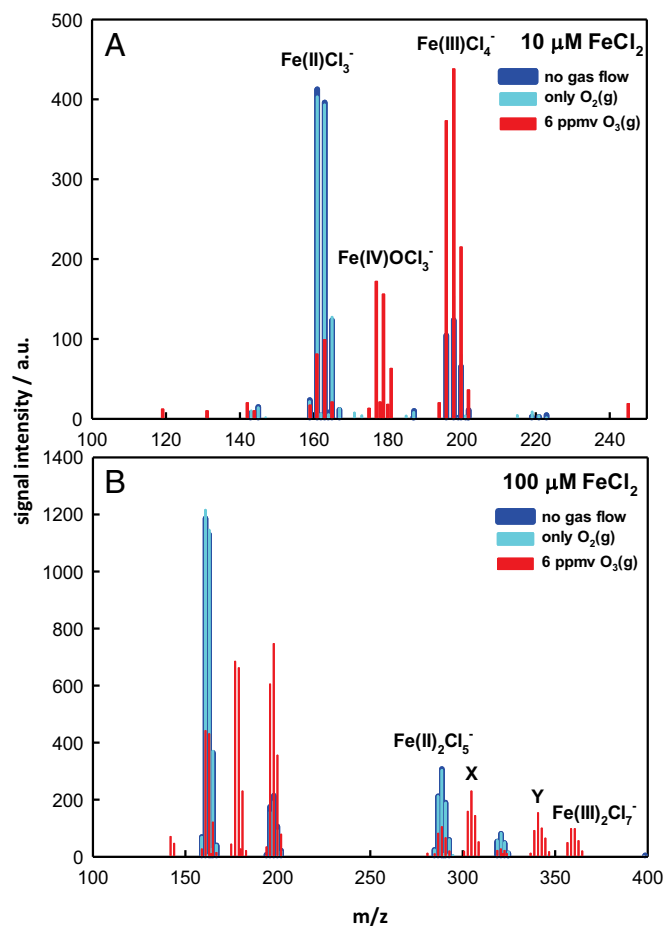 A
10 μM FeCl₂
Fe(II)Cl₃⁻
Fe(III)Cl₄⁻
no gas flow
only O₂(g)
6 ppmv O₃(g)
Fe(IV)OCl₃⁻
500
400
300
200
100
0
100 120 140 160 180 200 220 240
signal intensity / a.u.
B
100 μM FeCl₂
no gas flow
only O₂(g)
6 ppmv O₃(g)
Fe(II)₂Cl₅⁻
X
Y
Fe(III)₂Cl₇⁻
1400
1200
1000
800
600
400
200
0
100 150 200 250 300 350 400
m/z